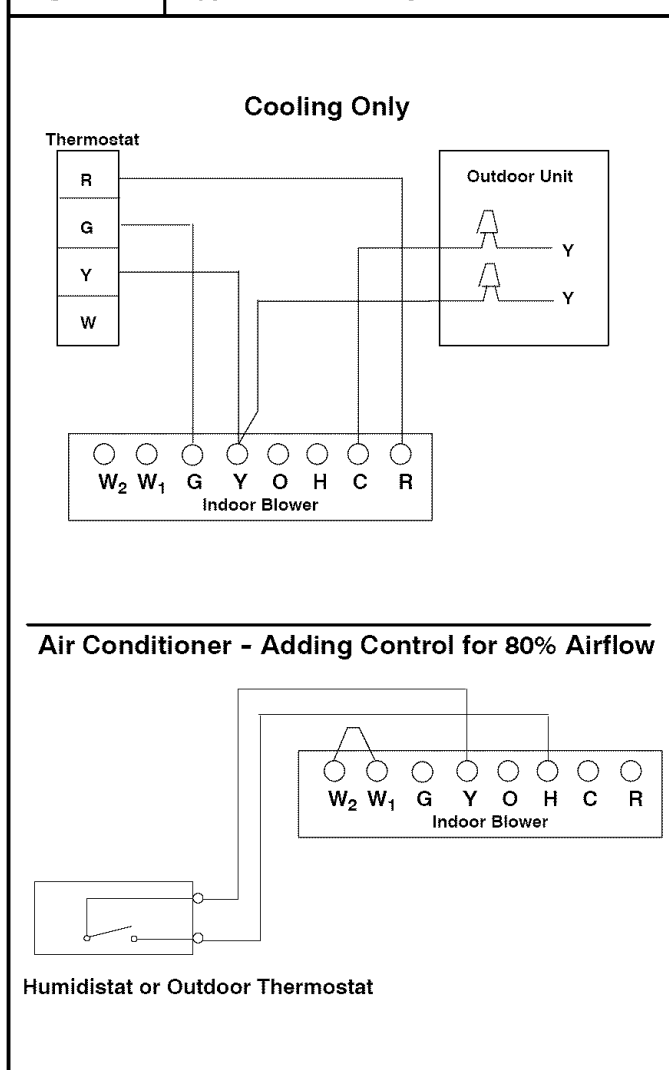 Cooling Only
Thermostat
R
G
Y
W
Outdoor Unit
Y
Y
W₂ W₁ G Y O H C R
Indoor Blower
Air Conditioner - Adding Control for 80% Airflow
W₂ W₁ G Y O H C R
Indoor Blower
Humidistat or Outdoor Thermostat